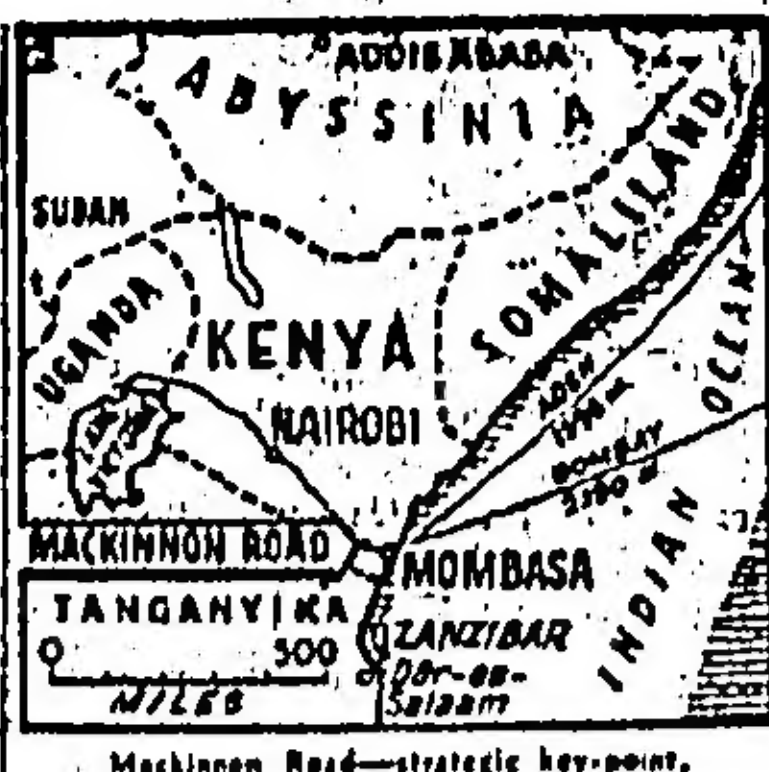 ADDIS ABABA
ABYSSINIA
SUDAN
SOMALILAND
UGANDA
KENYA
NAIROBI
ADEN
BOMBAY
INDIAN OCEAN
MACKINNON ROAD
MOMBASA
TANGANYIKA
ZANZIBAR
0 500
MILES
Dar-es-
Salaam
Mackinnon Road—strategic key-point.